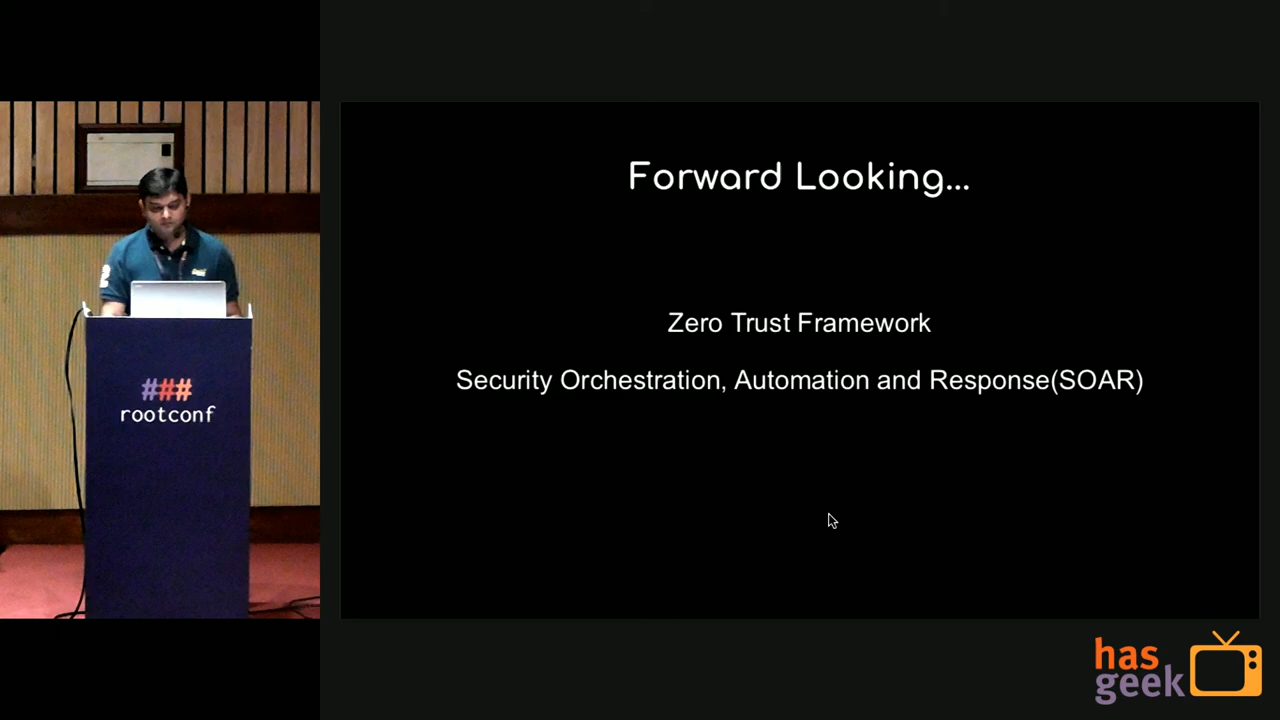 Forward Looking...
Zero Trust Framework
Security Orchestration, Automation and Response(SOAR)
###
rootconf
has
geek